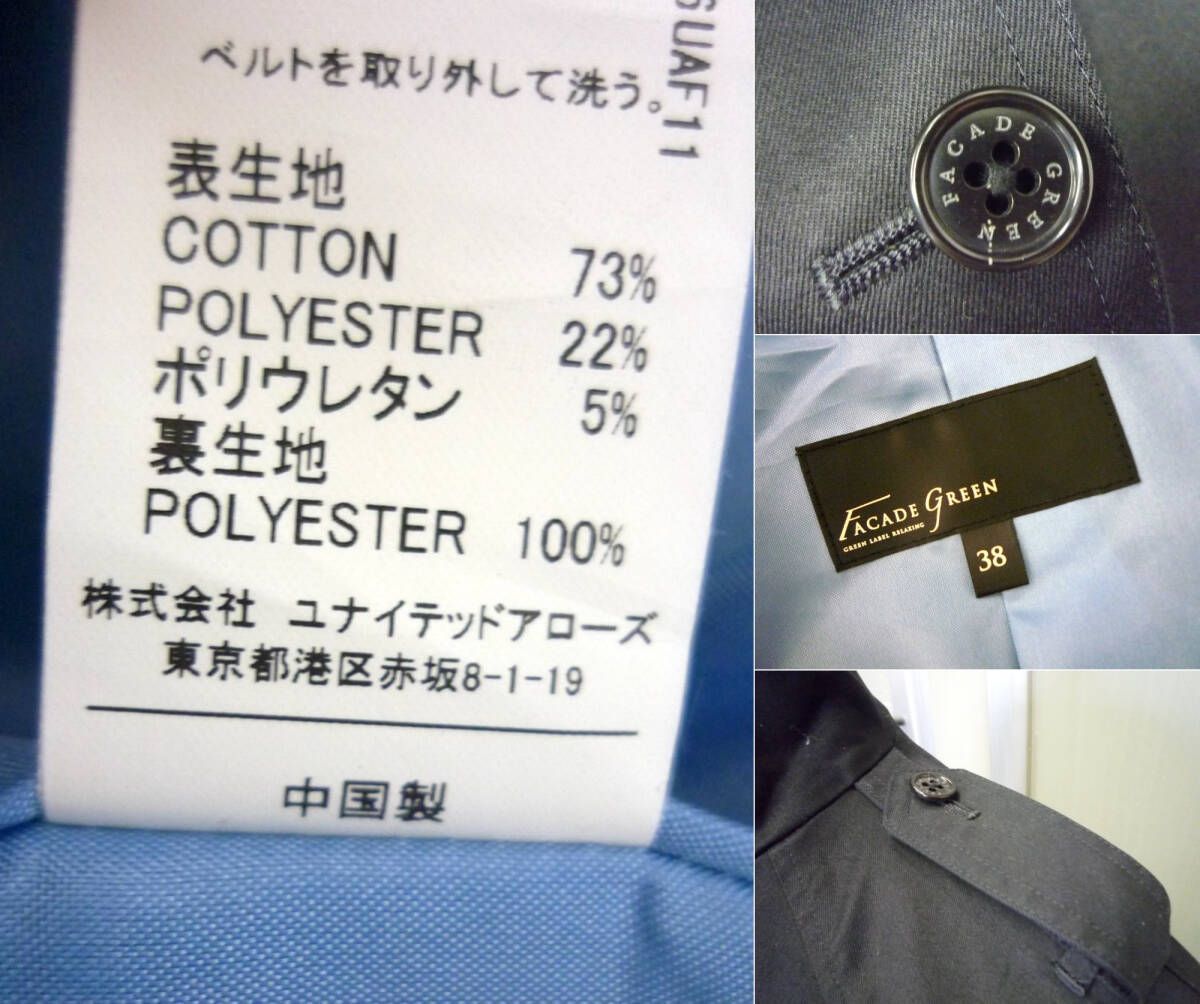 SUAF11
ベルトを取り外して洗う。
表生地
COTTON 73%
POLYESTER 22%
ポリウレタン 5%
裏生地
POLYESTER 100%
株式会社 ユナイテッドアローズ
東京都港区赤坂8-1-19
中国製
FACADE GREEN
FACADE GREEN
GREEN LABEL RELAXING
38